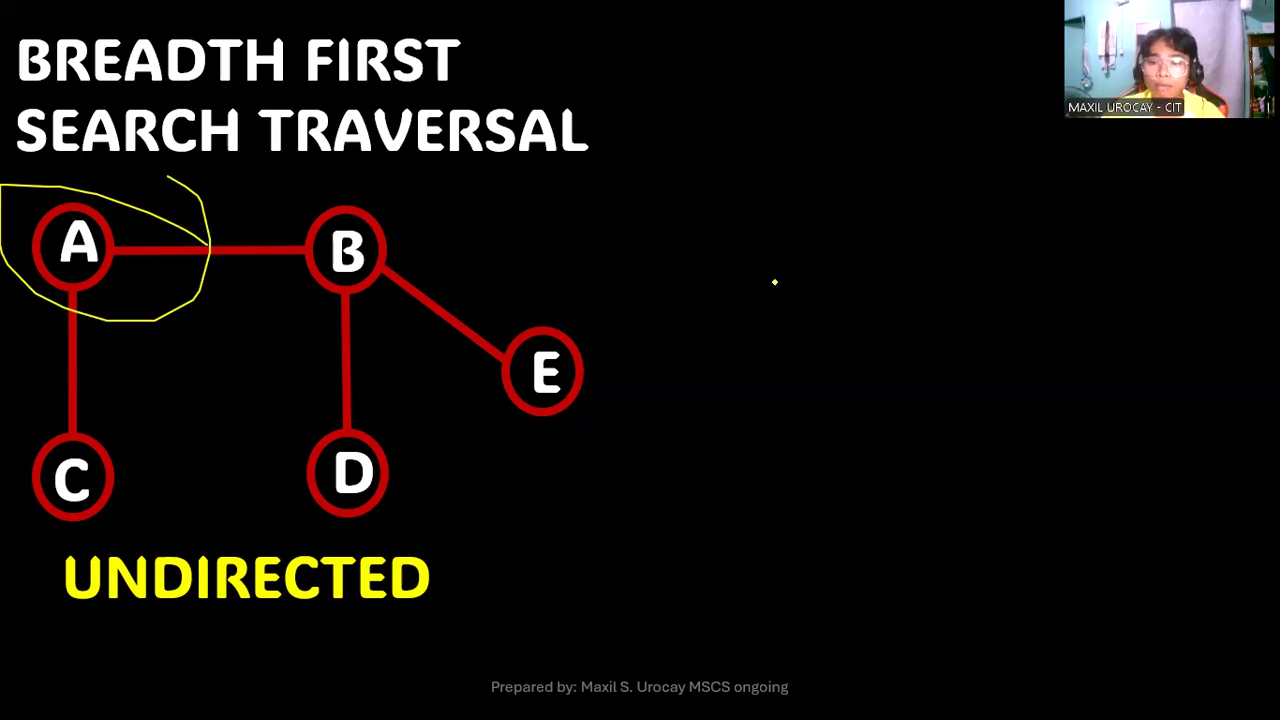 BREADTH FIRST
SEARCH TRAVERSAL
MAXIL UROCAY - CIT
A
B
E
C
D
UNDIRECTED
Prepared by: Maxil S. Urocay MSCS ongoing